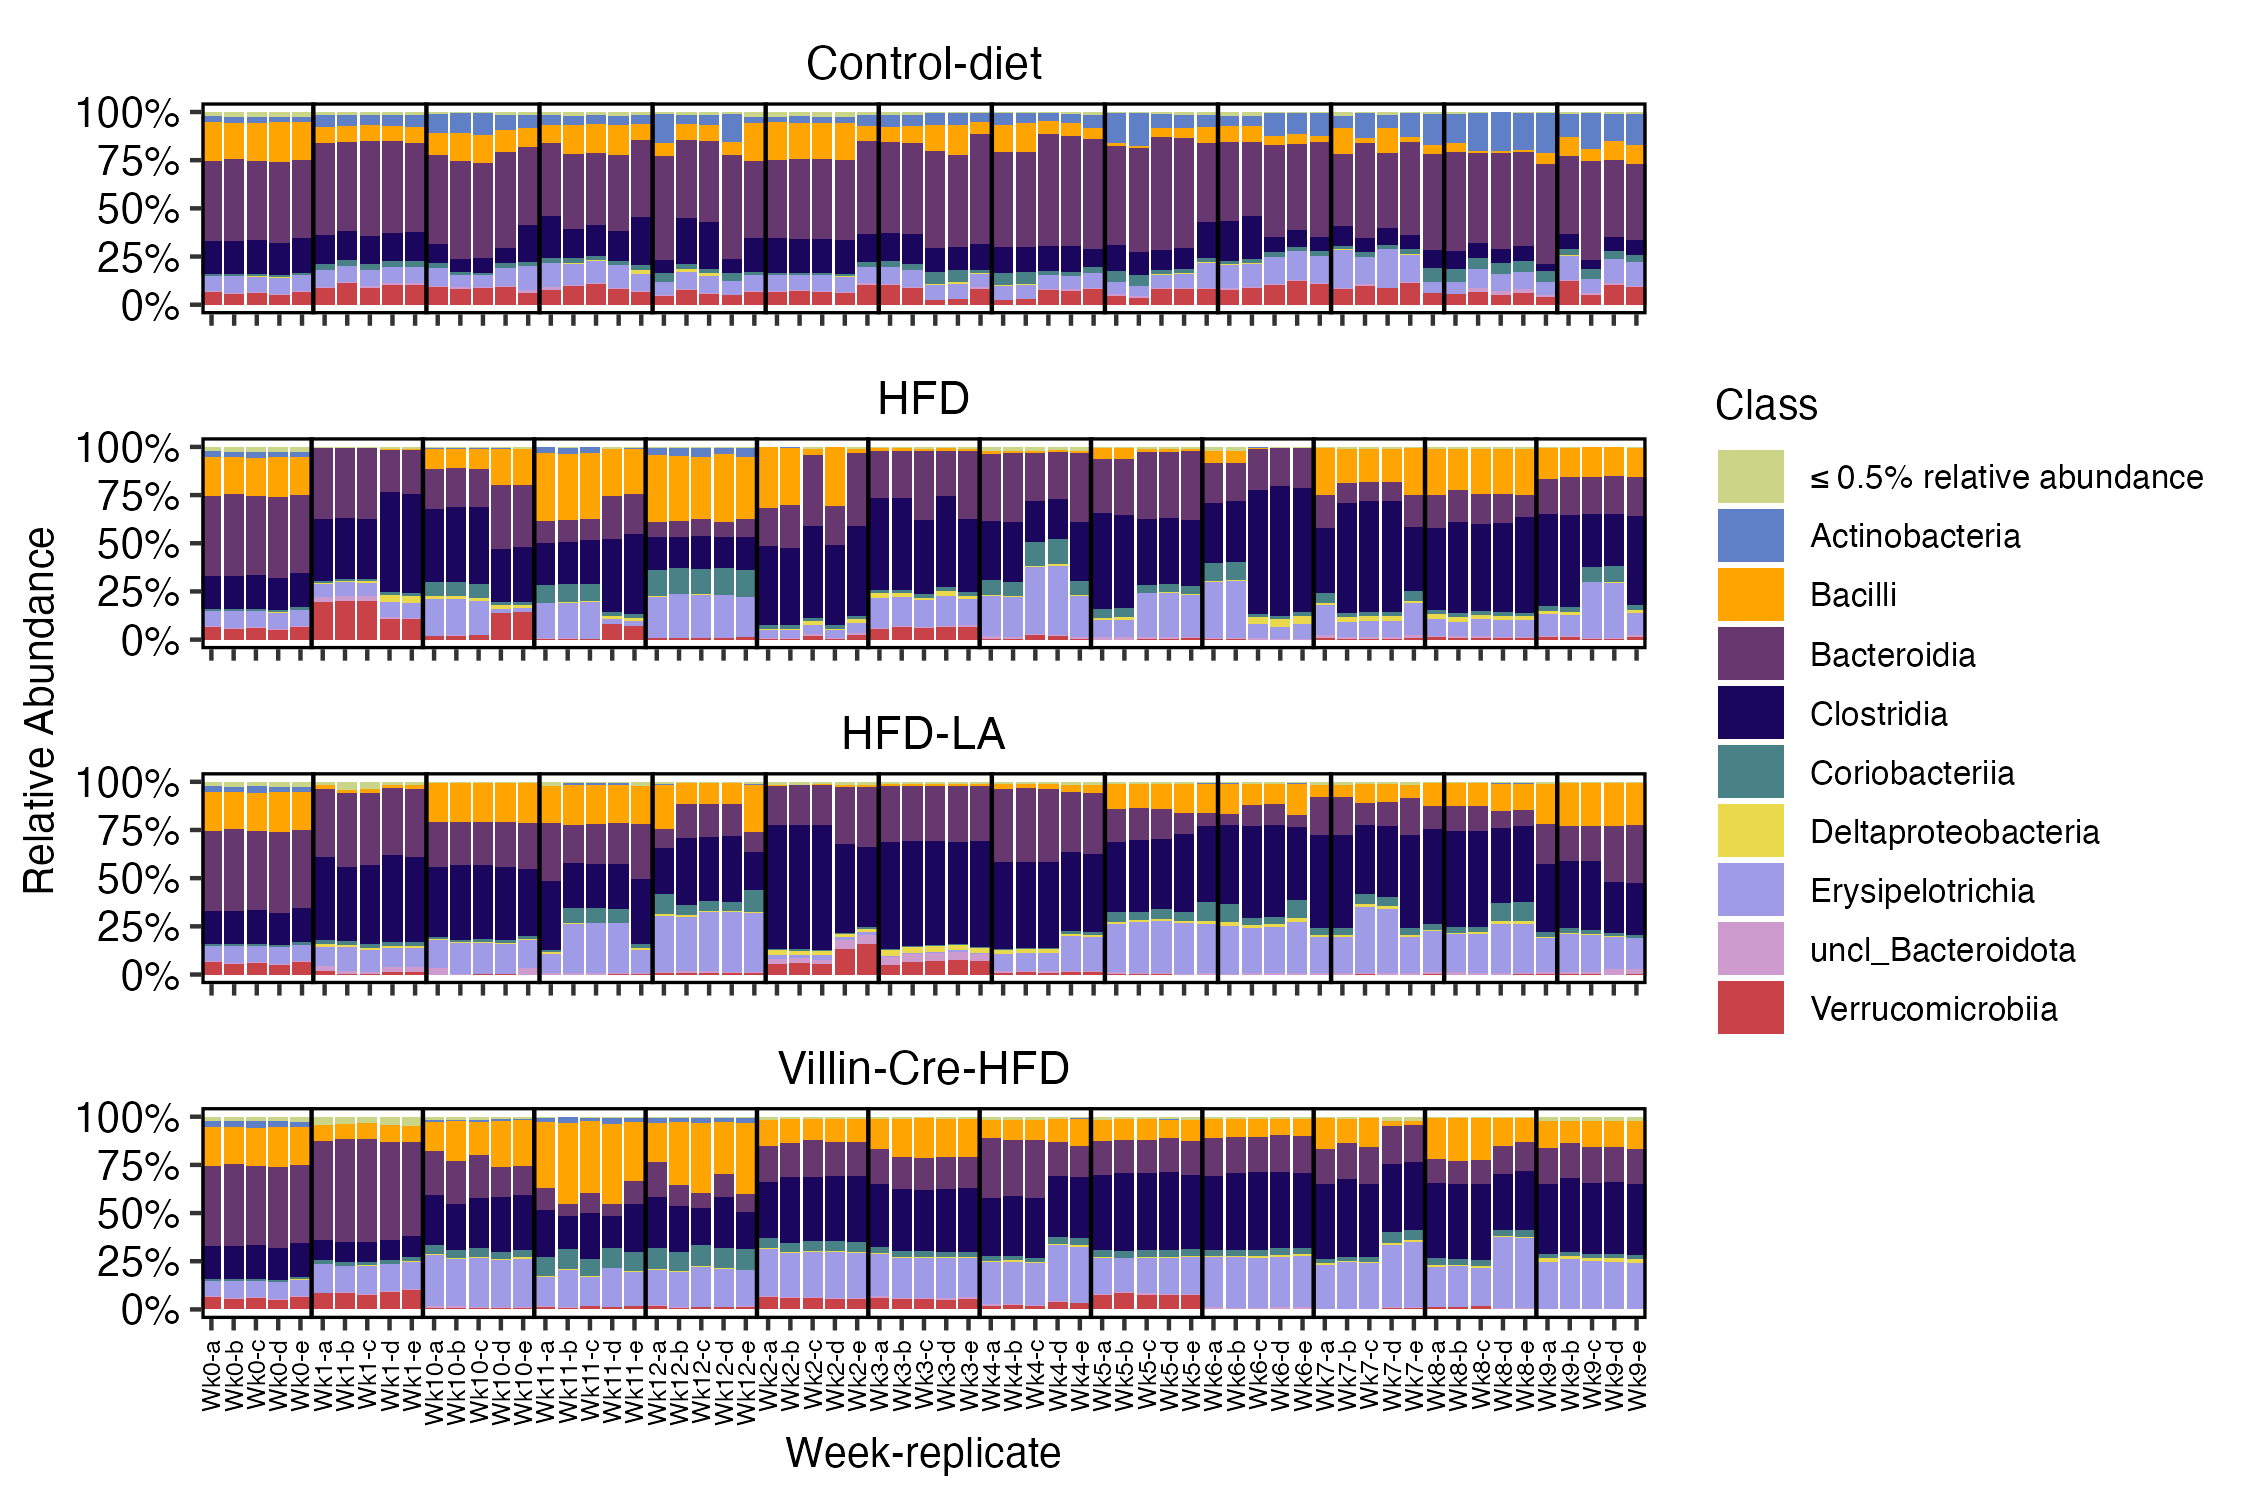 Control-diet
100%
75%
50%
25%
0%
HFD
100%
75%
50%
25%
0%
HFD-LA
100%
75%
50%
25%
0%
Villin-Cre-HFD
100%
75%
50%
25%
0%
Relative Abundance
Wk0-a
Wk0-b
Wk0-c
Wk0-d
Wk0-e
Wk1-a
Wk1-b
Wk1-c
Wk1-d
Wk1-e
Wk10-a
Wk10-b
Wk10-c
Wk10-d
Wk10-e
Wk11-a
Wk11-b
Wk11-c
Wk11-d
Wk11-e
Wk12-a
Wk12-b
Wk12-c
Wk12-d
Wk12-e
Wk2-a
Wk2-b
Wk2-c
Wk2-d
Wk2-e
Wk3-a
Wk3-b
Wk3-c
Wk3-d
Wk3-e
Wk4-a
Wk4-b
Wk4-c
Wk4-d
Wk4-e
Wk5-a
Wk5-b
Wk5-c
Wk5-d
Wk5-e
Wk6-a
Wk6-b
Wk6-c
Wk6-d
Wk6-e
Wk7-a
Wk7-b
Wk7-c
Wk7-d
Wk7-e
Wk8-a
Wk8-b
Wk8-c
Wk8-d
Wk8-e
Wk9-a
Wk9-b
Wk9-c
Wk9-d
Wk9-e
Week-replicate
Class
≤ 0.5% relative abundance
Actinobacteria
Bacilli
Bacteroidia
Clostridia
Coriobacteriia
Deltaproteobacteria
Erysipelotrichia
uncl_Bacteroidota
Verrucomicrobiia